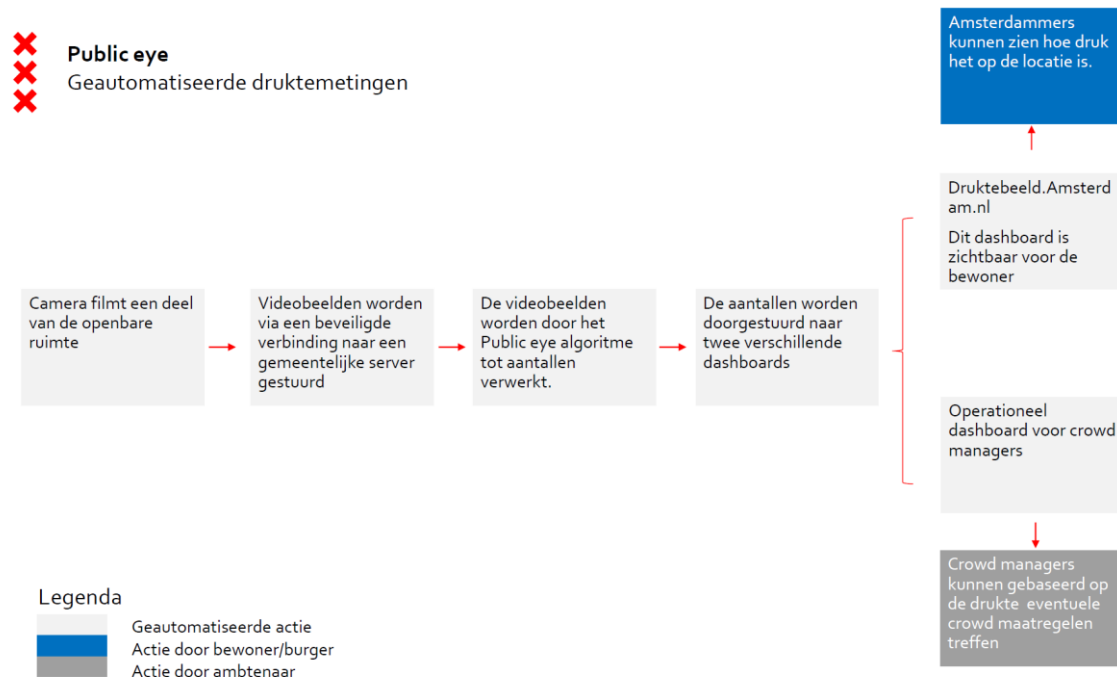 Public eye
Geautomatiseerde druktemetingen
Camera filmt een deel
van de openbare
ruimte
Videobeelden worden
via een beveiligde
verbinding naar een
gemeentelijke server
gestuurd
De videobeelden
worden door het
Public eye algoritme
tot aantallen
verwerkt.
De aantallen worden
doorgestuurd naar
twee verschillende
dashboards
Amsterdammers
kunnen zien hoe druk
het op de locatie is.
Druktebeeld.Amsterd
am.nl
Dit dashboard is
zichtbaar voor de
bewoner
Operationeel
dashboard voor crowd
managers
Crowd managers
kunnen gebaseerd op
de drukte eventuele
crowd maatregelen
treffen
Legenda
Geautomatiseerde actie
Actie door bewoner/burger
Actie door ambtenaar